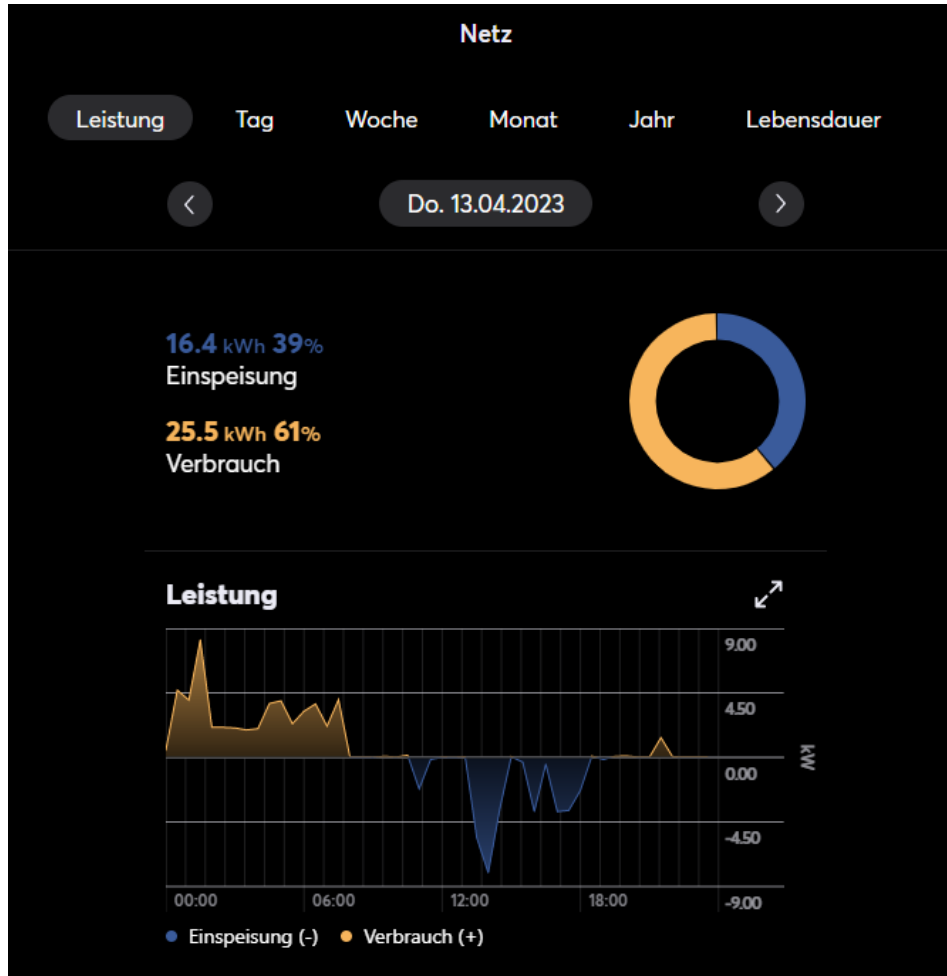 Netz
Leistung Tag Woche Monat Jahr Lebensdauer
Do. 13.04.2023
16.4 kWh 39%
Einspeisung
25.5 kWh 61%
Verbrauch
Leistung
9.00
4.50
kW
0.00
-4.50
-9.00
00:00 06:00 12:00 18:00
Einspeisung (-) Verbrauch (+)